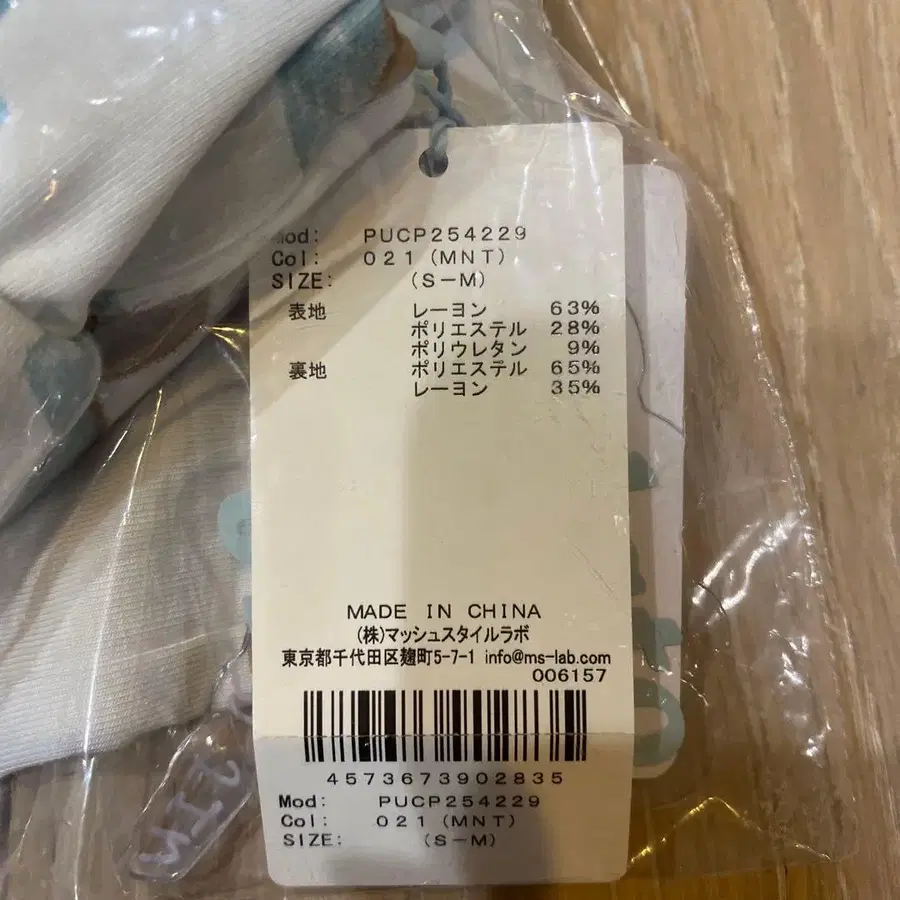 Mod: PUCP254229
Col: 021(MNT)
SIZE: (S-M)
表地 レーヨン 63%
ポリエステル 28%
ポリウレタン 9%
裏地 ポリエステル 65%
レーヨン 35%
MADE IN CHINA
(株)マッシュスタイルラボ
東京都千代田区麹町5-7-1 info@ms-lab.com
006157
4573673902835
Mod: PUCP254229
Col: 021(MNT)
SIZE: (S-M)